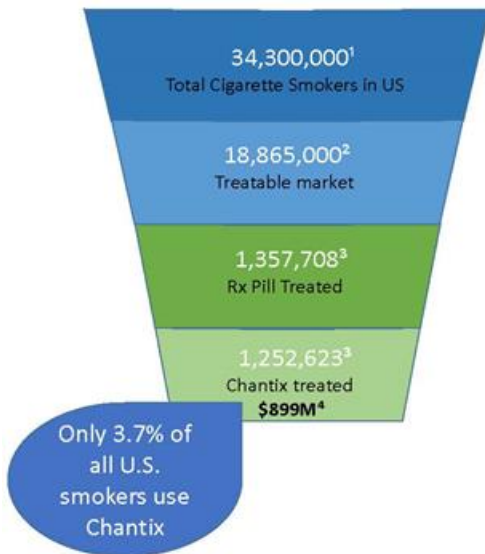 34,300,000¹
Total Cigarette Smokers in US
18,865,000²
Treatable market
1,357,708³
Rx Pill Treated
1,252,623³
Chantix treated
$899M⁴
Only 3.7% of
all U.S.
smokers use
Chantix